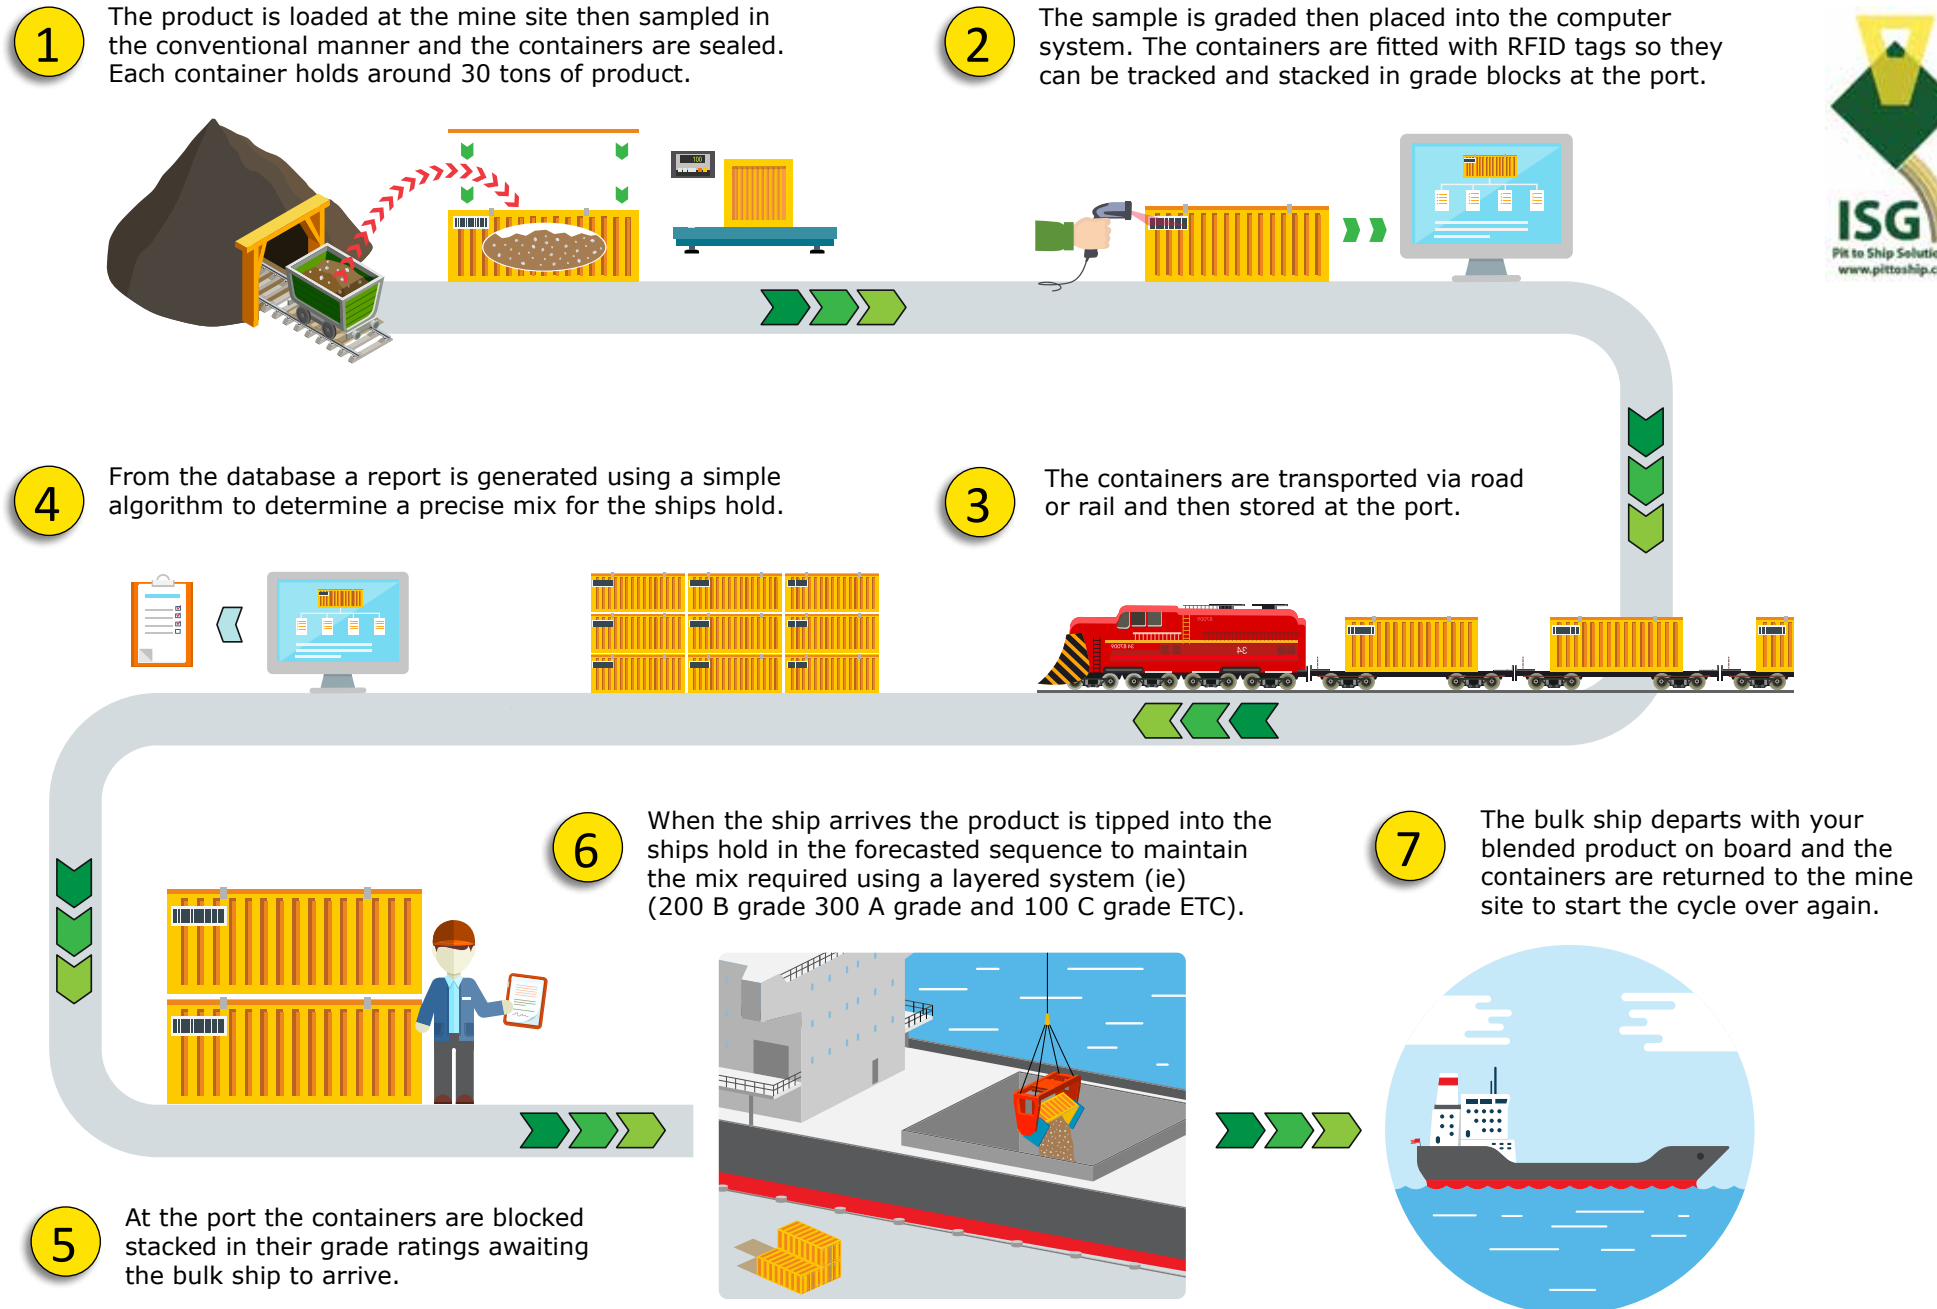 1
The product is loaded at the mine site then sampled in
the conventional manner and the containers are sealed.
Each container holds around 30 tons of product.
2
The sample is graded then placed into the computer
system. The containers are fitted with RFID tags so they
can be tracked and stacked in grade blocks at the port.
ISG
Pit to Ship
www.pittoship.c
100
4
From the database a report is generated using a simple
algorithm to determine a precise mix for the ships hold.
3
The containers are transported via road
or rail and then stored at the port.
34
6
When the ship arrives the product is tipped into the
ships hold in the forecasted sequence to maintain
the mix required using a layered system (ie)
(200 B grade 300 A grade and 100 C grade ETC).
7
The bulk ship departs with your
blended product on board and the
containers are returned to the mine
site to start the cycle over again.
5
At the port the containers are blocked
stacked in their grade ratings awaiting
the bulk ship to arrive.